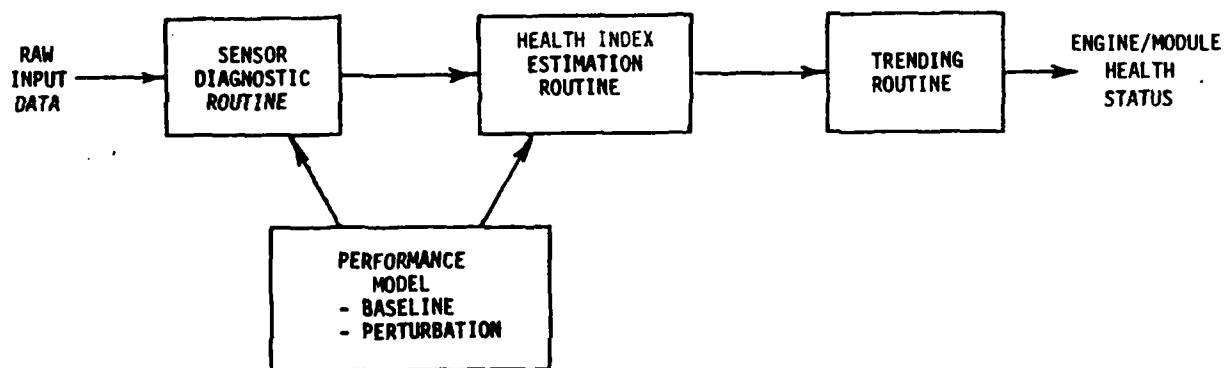 RAW
INPUT
DATA
SENSOR
DIAGNOSTIC
ROUTINE
HEALTH INDEX
ESTIMATION
ROUTINE
TRENDING
ROUTINE
ENGINE/MODULE
HEALTH
STATUS
PERFORMANCE
MODEL
- BASELINE
- PERTURBATION